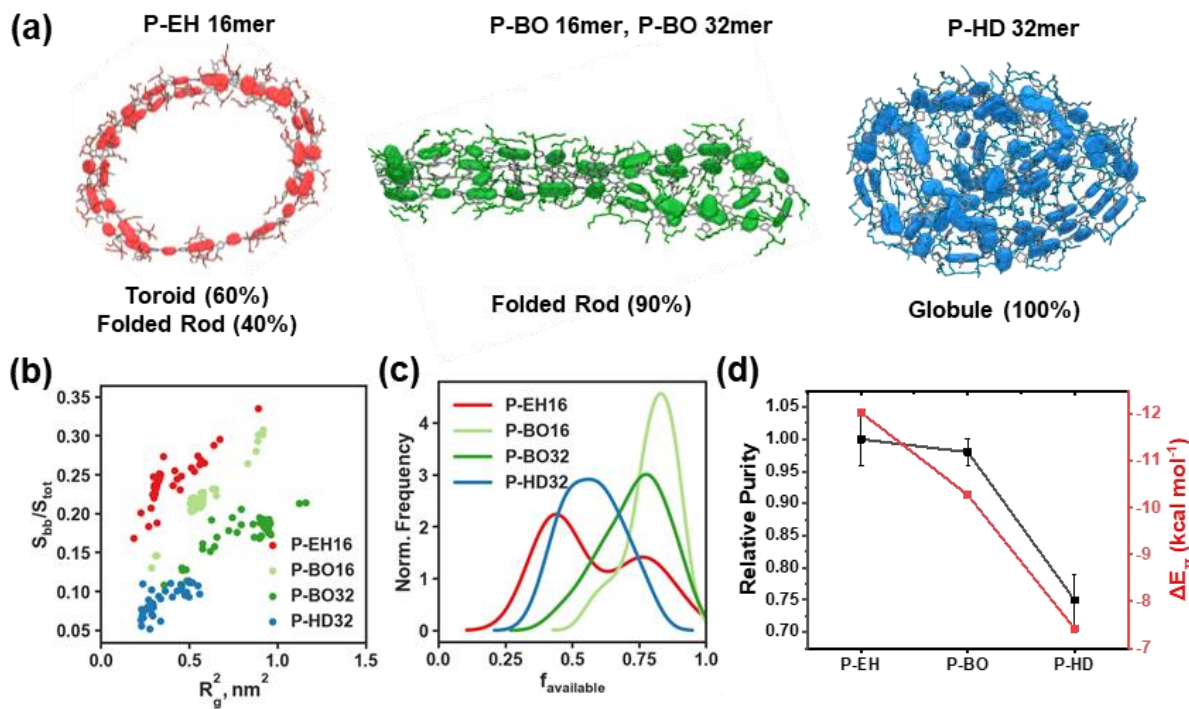 (a)
P-EH 16mer
P-BO 16mer, P-BO 32mer
P-HD 32mer
Toroid (60%)
Folded Rod (40%)
Folded Rod (90%)
Globule (100%)
(b)
S_bb/S_tot
0.35
0.30
0.25
0.20
0.15
0.10
0.05
P-EH16
P-BO16
P-BO32
P-HD32
0.0
0.5
1.0
1.5
R_g^2, nm^2
(c)
Norm. Frequency
4
3
2
1
0
P-EH16
P-BO16
P-BO32
P-HD32
0.0
0.25
0.5
0.75
1.0
f_available
(d)
Relative Purity
1.05
1.00
0.95
0.90
0.85
0.80
0.75
0.70
P-EH
P-BO
P-HD
-12
-11
-10
-9
-8
-7
ΔE_π (kcal mol^-1)